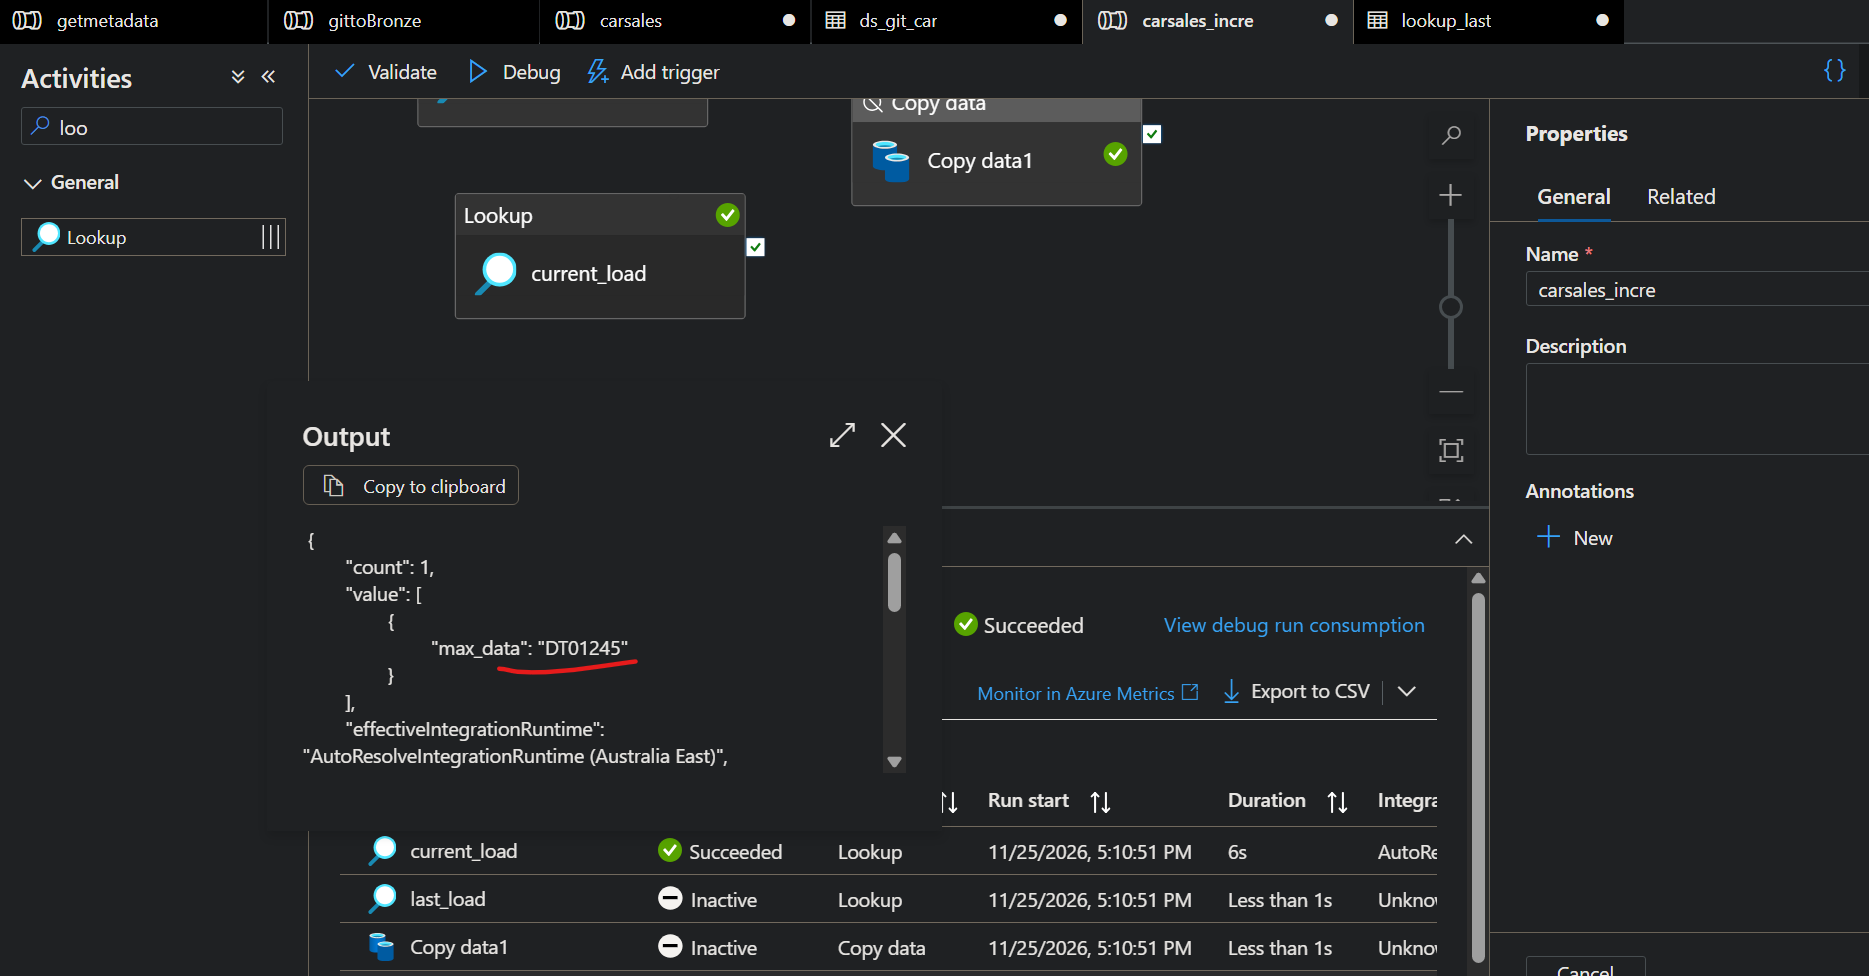 getmetadata gittoBronze carsales ds_git_car carsales_incre lookup_last
Activities
Validate Debug Add trigger
loo
General
Lookup
Copy data
Copy data1
Lookup
current_load
Properties
General Related
Name *
carsales_incre
Description
Annotations
New
Output
Copy to clipboard
{
"count": 1,
"value": [
{
"max_data": "DT01245"
}
],
"effectiveIntegrationRuntime":
"AutoResolveIntegrationRuntime (Australia East)",
Succeeded View debug run consumption
Monitor in Azure Metrics Export to CSV
Run start Duration Integra
current_load Succeeded Lookup 11/25/2026, 5:10:51 PM 6s AutoRe
last_load Inactive Lookup 11/25/2026, 5:10:51 PM Less than 1s Unkno
Copy data1 Inactive Copy data 11/25/2026, 5:10:51 PM Less than 1s Unkno
Cancel